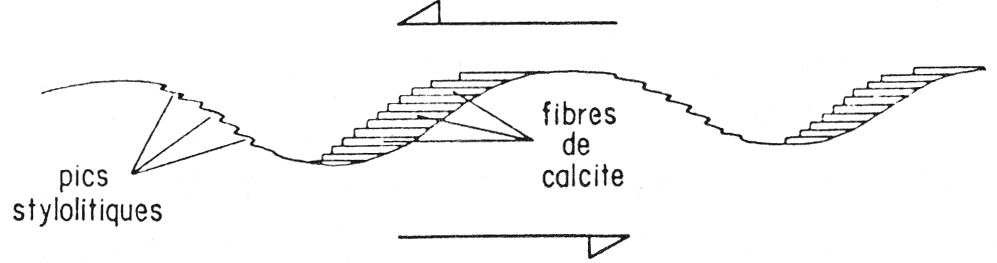 fibres
de
calcite
pics
stylolitiques